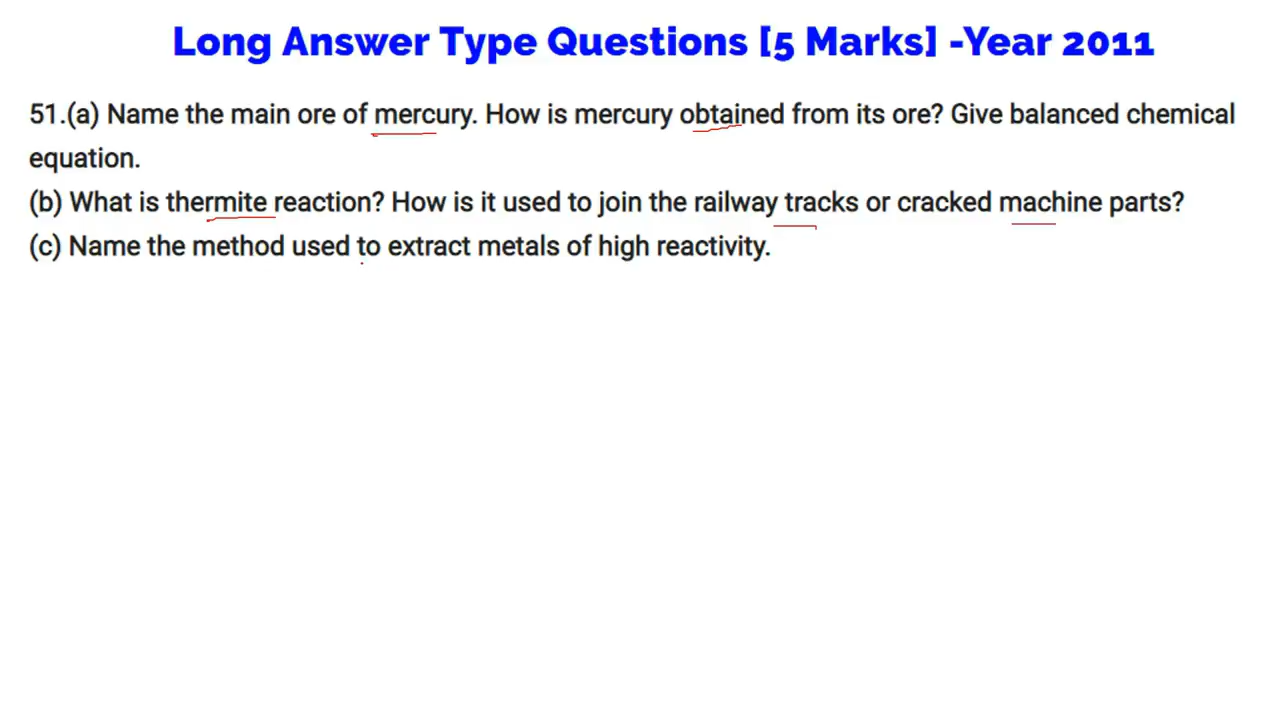 Long Answer Type Questions [5 Marks] -Year 2011
51.(a) Name the main ore of mercury. How is mercury obtained from its ore? Give balanced chemical
equation.
(b) What is thermite reaction? How is it used to join the railway tracks or cracked machine parts?
(c) Name the method used to extract metals of high reactivity.